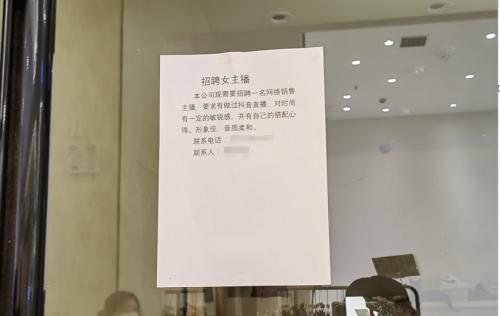 招聘女主播
本公司现需要招聘一名网络销售
主播，要求有做过抖音直播，对时尚
有一定的敏锐感，并有自己的搭配心
得。形象佳，音质柔和。
联系电话：
联系人：